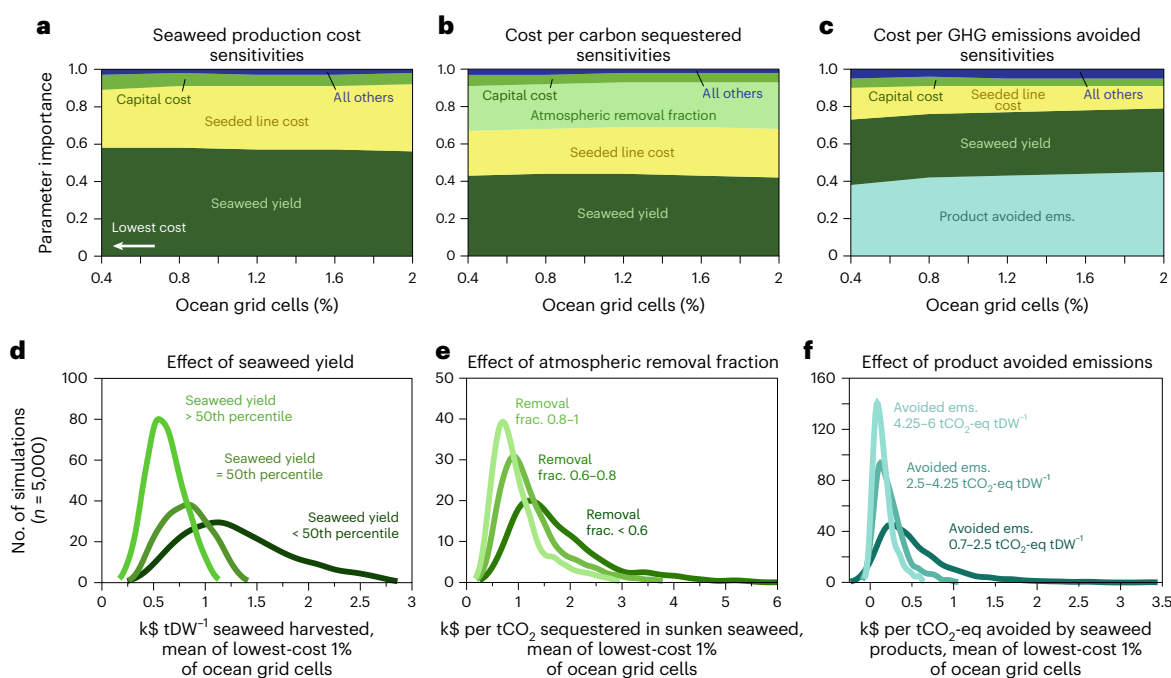 a
Seaweed production cost
sensitivities
Parameter importance
1.0
0.8
0.6
0.4
0.2
0
Capital cost
All others
Seeded line cost
Seaweed yield
Lowest cost
0.4
0.8
1.2
1.6
2
Ocean grid cells (%)
b
Cost per carbon sequestered
sensitivities
1.0
0.8
0.6
0.4
0.2
0
Capital cost
All others
Atmospheric removal fraction
Seeded line cost
Seaweed yield
0.4
0.8
1.2
1.6
2
Ocean grid cells (%)
c
Cost per GHG emissions avoided
sensitivities
1.0
0.8
0.6
0.4
0.2
0
Capital cost
Seeded line
cost
All others
Seaweed yield
Product avoided ems.
0.4
0.8
1.2
1.6
2
Ocean grid cells (%)
d
Effect of seaweed yield
No. of simulations
(n = 5,000)
100
80
60
40
20
0
Seaweed yield
> 50th percentile
Seaweed yield
= 50th percentile
Seaweed yield
< 50th percentile
0
0.5
1
1.5
2
2.5
3
k$ tDW⁻¹ seaweed harvested,
mean of lowest-cost 1%
of ocean grid cells
e
Effect of atmospheric removal fraction
50
40
30
20
10
0
Removal
frac. 0.8–1
Removal
frac. 0.6–0.8
Removal
frac. < 0.6
0
1
2
3
4
5
6
k$ per tCO₂ sequestered in sunken seaweed,
mean of lowest-cost 1%
of ocean grid cells
f
Effect of product avoided emissions
160
120
80
40
0
Avoided ems.
4.25–6 tCO₂-eq tDW⁻¹
Avoided ems.
2.5–4.25 tCO₂-eq tDW⁻¹
Avoided ems.
0.7–2.5 tCO₂-eq tDW⁻¹
0
0.5
1.0
1.5
2
2.5
3
3.5
k$ per tCO₂-eq avoided by seaweed
products, mean of lowest-cost 1%
of ocean grid cells